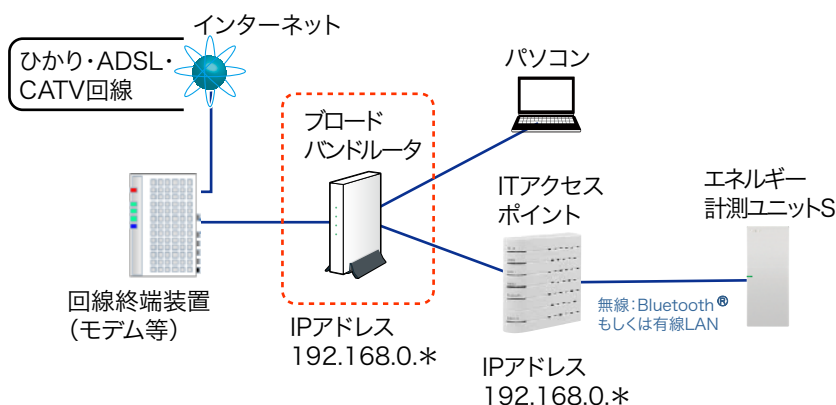 インターネット
ひかり・ADSL・
CATV回線
パソコン
ブロード
バンドルータ
ITアクセス
ポイント
エネルギー
計測ユニットS
回線終端装置
（モデム等）
IPアドレス
192.168.0.＊
無線：Bluetooth®
もしくは有線LAN
IPアドレス
192.168.0.＊